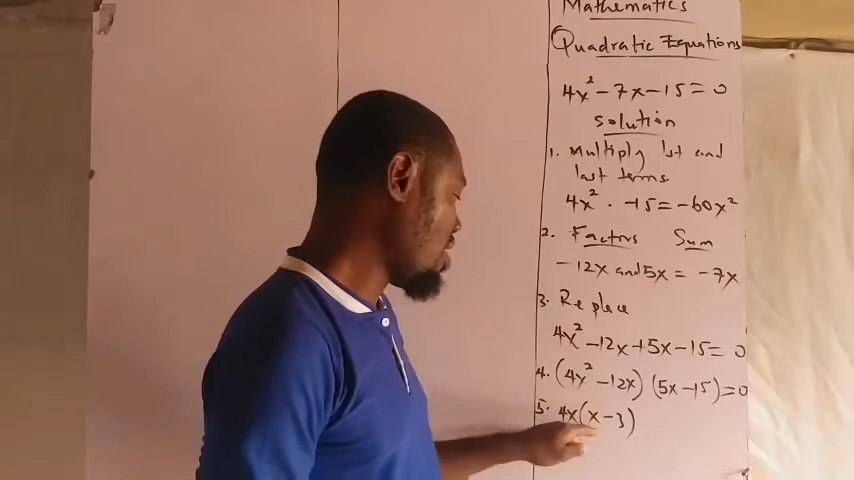 Mathematics
Quadratic Equations
4x² - 7x - 15 = 0
Solution
1. Multiply 1st and
last terms.
4x² · -15 = -60x²
2. Factors Sum
-12x and 5x = -7x
3. Replace
4x² - 12x + 5x - 15 = 0
4. (4x² - 12x) (5x - 15) = 0
5. 4x(x - 3)